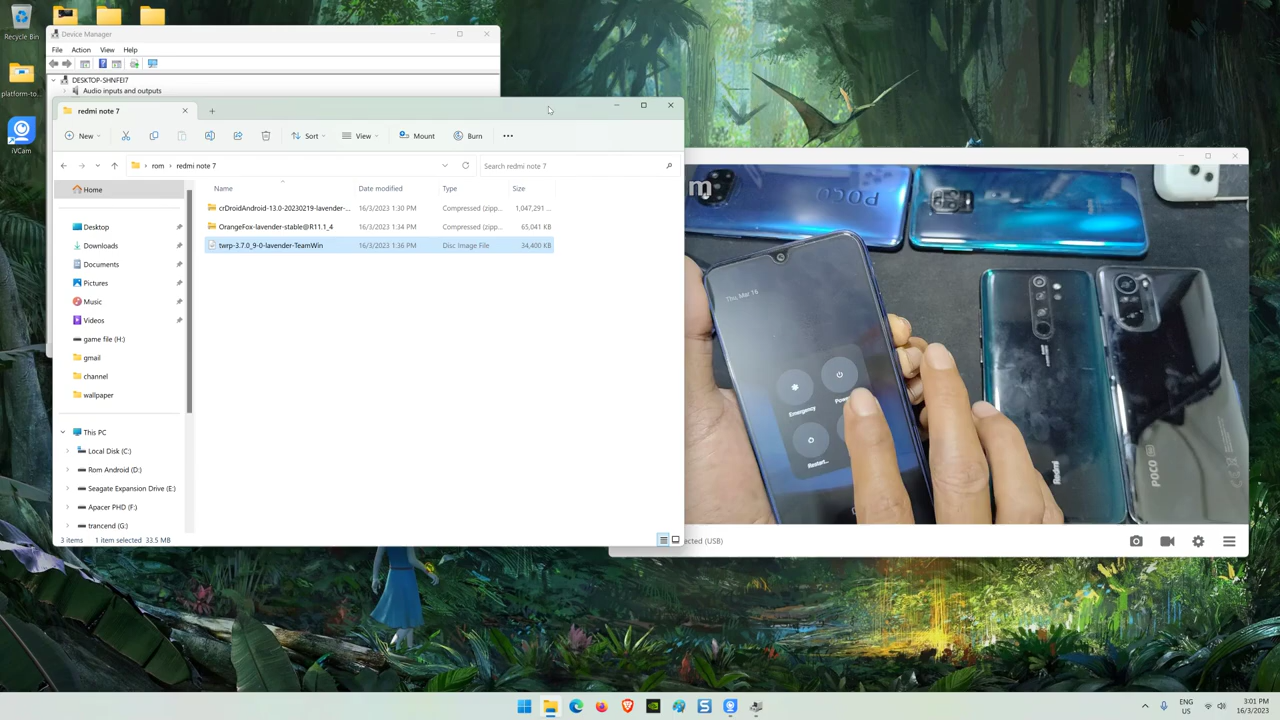 Recycle Bin
platform-to...
iVCam
Device Manager
File Action View Help
DESKTOP-SHNFEI7
Audio inputs and outputs
redmi note 7
New Sort View Mount Burn
rom redmi note 7
Search redmi note 7
Home
Desktop
Downloads
Documents
Pictures
Music
Videos
game file (H:)
gmail
channel
wallpaper
This PC
Local Disk (C:)
Rom Android (D:)
Seagate Expansion Drive (E:)
Apacer PHD (F:)
trancend (G:)
Name Date modified Type Size
crDroidAndroid-13.0-20230219-lavender-... 16/3/2023 1:30 PM Compressed (zipp... 1,047,291 ...
OrangeFox-lavender-stable@R11.1_4 16/3/2023 1:34 PM Compressed (zipp... 65,041 KB
twrp-3.7.0_9-0-lavender-TeamWin 16/3/2023 1:36 PM Disc Image File 34,400 KB
3 items 1 item selected 33.5 MB
m
POCO
Thu, Mar 16
Emergency
Restart...
Redmi
POCO
(USB)
ENG
US
3:01 PM
16/3/2023